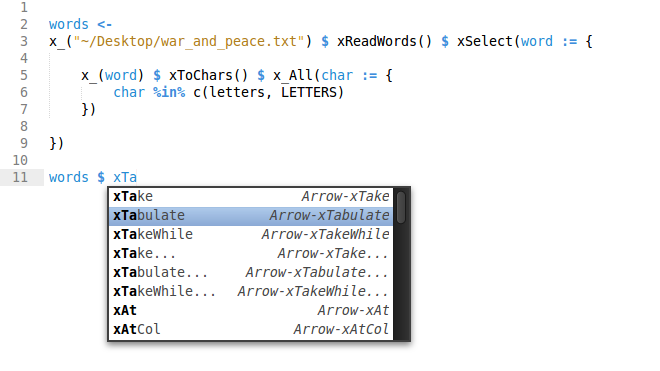 1
2 words <-
3 x_("~/Desktop/war_and_peace.txt") $ xReadWords() $ xSelect(word := {
4
5     x_(word) $ xToChars() $ x_All(char := {
6         char %in% c(letters, LETTERS)
7     })
8
9 })
10
11 words $ xTa
xTake Arrow-xTake
xTabulate Arrow-xTabulate
xTakeWhile Arrow-xTakeWhile
xTake... Arrow-xTake...
xTabulate... Arrow-xTabulate...
xTakeWhile... Arrow-xTakeWhile...
xAt Arrow-xAt
xAtCol Arrow-xAtCol